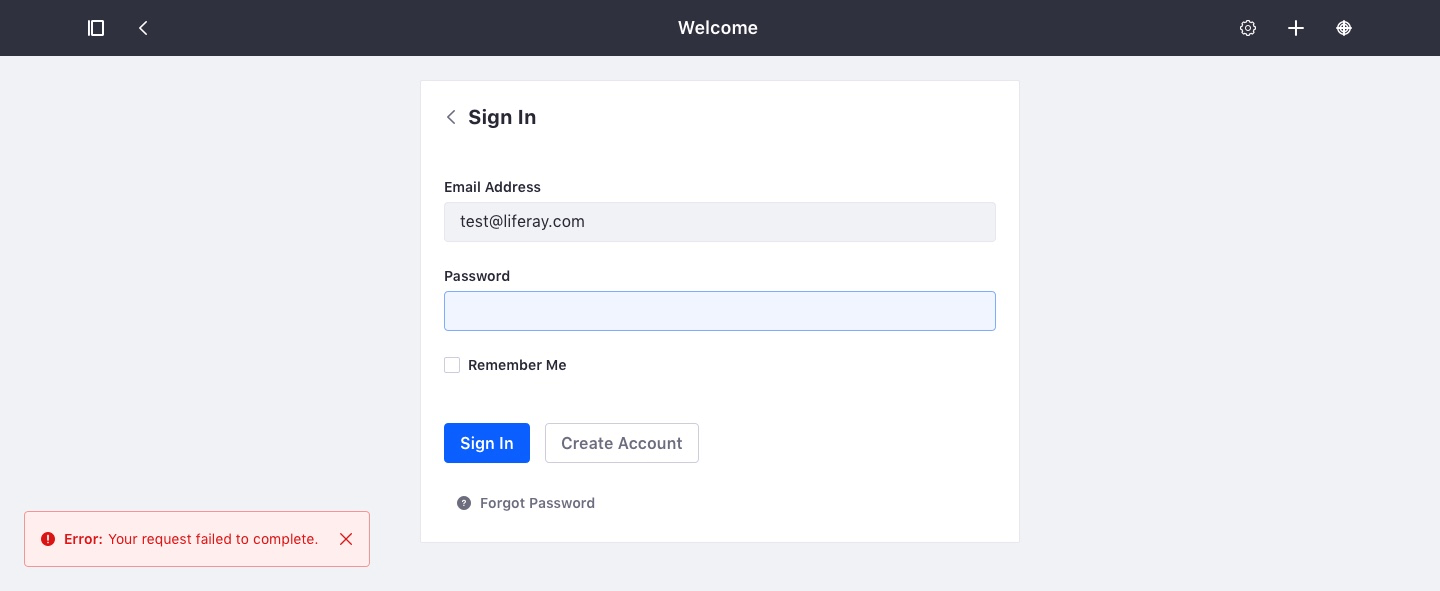 Welcome
Sign In
Email Address
test@liferay.com
Password
Remember Me
Sign In
Create Account
Forgot Password
Error: Your request failed to complete.